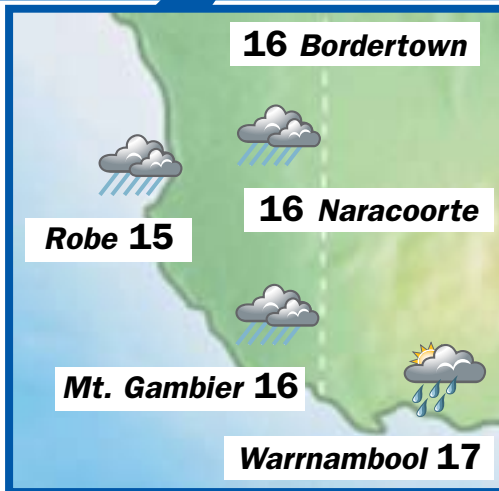 16 Bordertown
16 Naracoorte
Robe 15
Mt. Gambier 16
Warrnambool 17